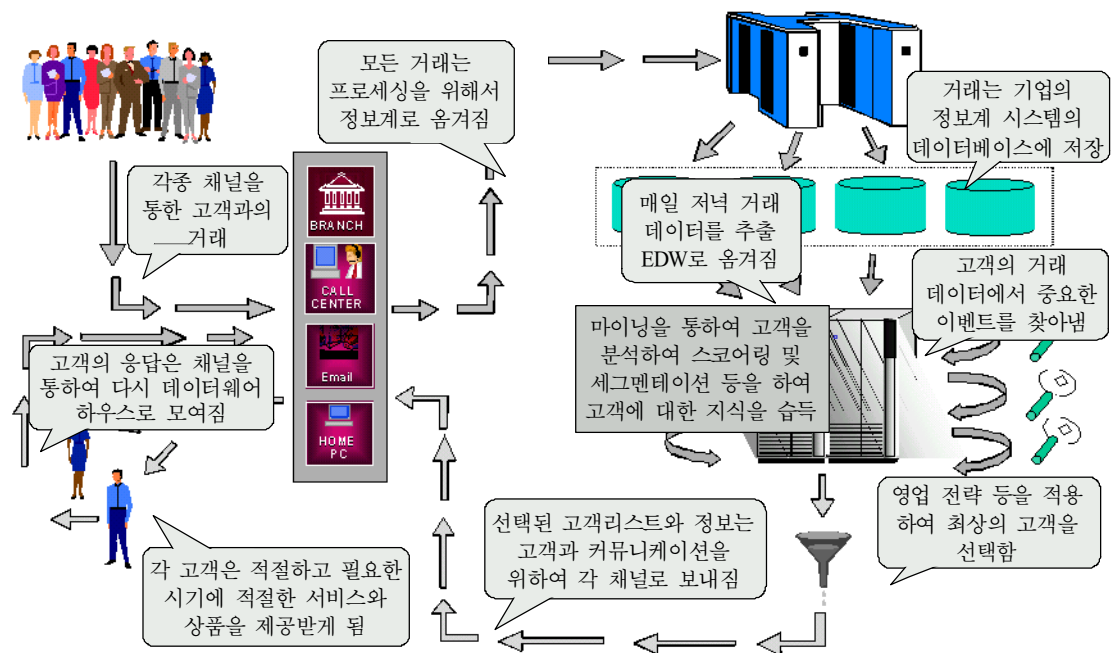 모든 거래는
프로세싱을 위해서
정보계로 옮겨짐
거래는 기업의
정보계 시스템의
데이터베이스에 저장
각종 채널을
통한 고객과의
거래
BRANCH
CALL
CENTER
Email
HOME
PC
매일 저녁 거래
데이터를 추출
EDW로 옮겨짐
고객의 거래
데이터에서 중요한
이벤트를 찾아냄
마이닝을 통하여 고객을
분석하여 스코어링 및
세그멘테이션 등을 하여
고객에 대한 지식을 습득
고객의 응답은 채널을
통하여 다시 데이터웨어
하우스로 모여짐
영업 전략 등을 적용
하여 최상의 고객을
선택함
선택된 고객리스트와 정보는
고객과 커뮤니케이션을
위하여 각 채널로 보내짐
각 고객은 적절하고 필요한
시기에 적절한 서비스와
상품을 제공받게 됨